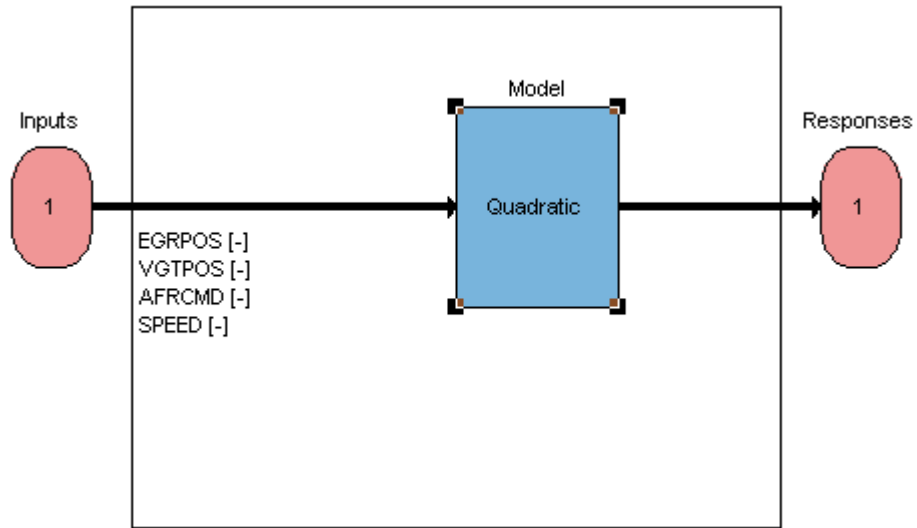 Model
Inputs
Responses
1
Quadratic
1
EGRPOS [-]
VGTPOS [-]
AFRCMD [-]
SPEED [-]